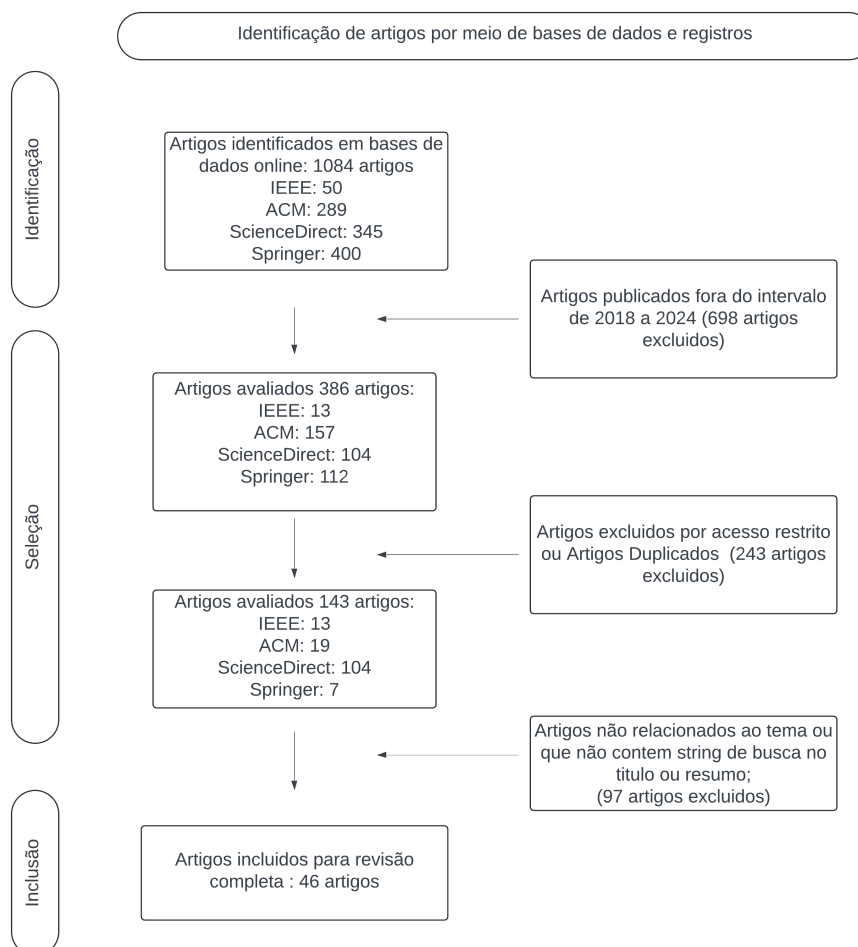 Identificação de artigos por meio de bases de dados e registros
Identificação
Artigos identificados em bases de
dados online: 1084 artigos
IEEE: 50
ACM: 289
ScienceDirect: 345
Springer: 400
Artigos publicados fora do intervalo
de 2018 a 2024 (698 artigos
excluidos)
Seleção
Artigos avaliados 386 artigos:
IEEE: 13
ACM: 157
ScienceDirect: 104
Springer: 112
Artigos excluidos por acesso restrito
ou Artigos Duplicados (243 artigos
excluidos)
Artigos avaliados 143 artigos:
IEEE: 13
ACM: 19
ScienceDirect: 104
Springer: 7
Artigos não relacionados ao tema ou
que não contem string de busca no
titulo ou resumo;
(97 artigos excluidos)
Inclusão
Artigos incluidos para revisão
completa : 46 artigos